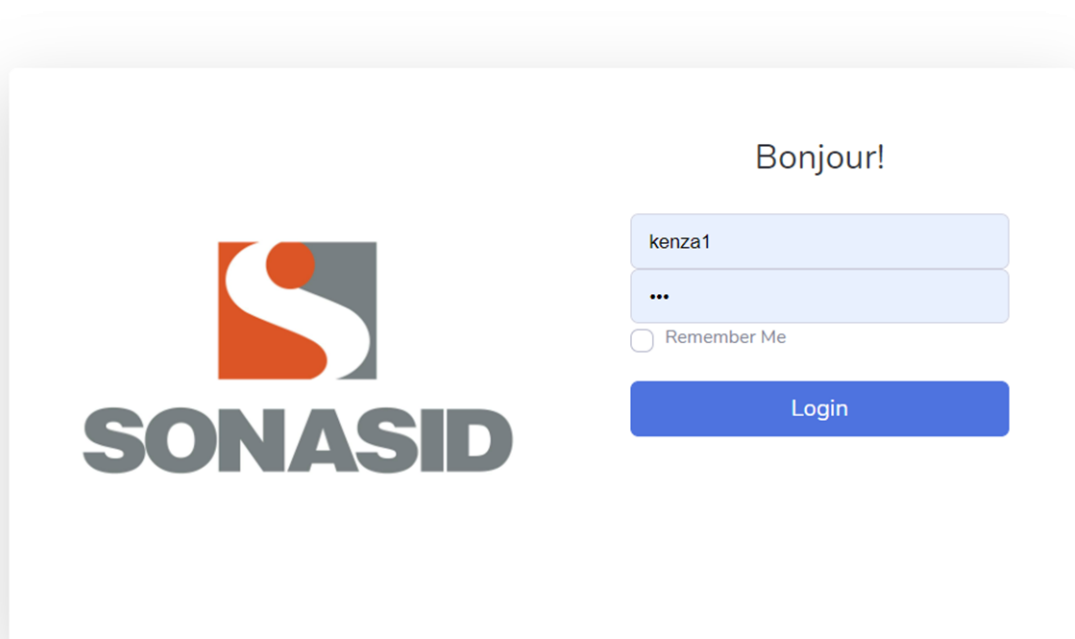 Bonjour!
kenza1
•••
Remember Me
Login
SONASID